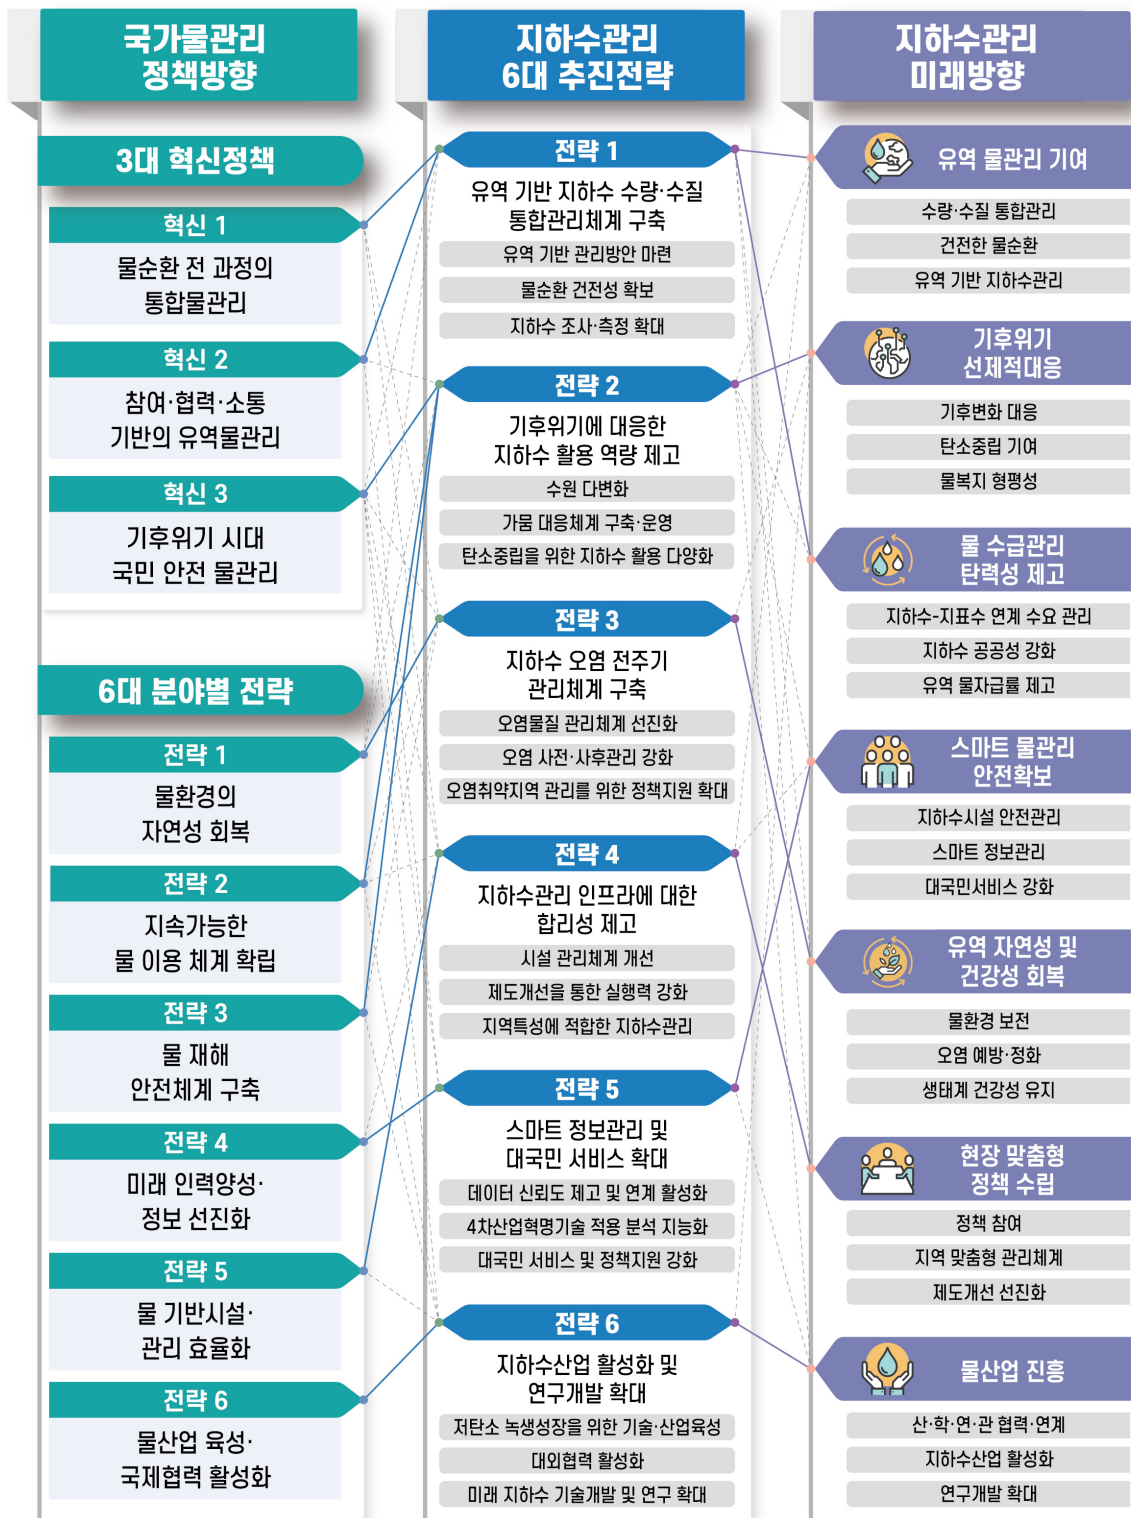 국가물관리
정책방향
3대 혁신정책
혁신 1
물순환 전 과정의
통합물관리
혁신 2
참여·협력·소통
기반의 유역물관리
혁신 3
기후위기 시대
국민 안전 물관리
6대 분야별 전략
전략 1
물환경의
자연성 회복
전략 2
지속가능한
물 이용 체계 확립
전략 3
물 재해
안전체계 구축
전략 4
미래 인력양성·
정보 선진화
전략 5
물 기반시설·
관리 효율화
전략 6
물산업 육성·
국제협력 활성화
지하수관리
6대 추진전략
전략 1
유역 기반 지하수 수량·수질
통합관리체계 구축
유역 기반 관리방안 마련
물순환 건전성 확보
지하수 조사·측정 확대
전략 2
기후위기에 대응한
지하수 활용 역량 제고
수원 다변화
가뭄 대응체계 구축·운영
탄소중립을 위한 지하수 활용 다양화
전략 3
지하수 오염 전주기
관리체계 구축
오염물질 관리체계 선진화
오염 사전·사후관리 강화
오염취약지역 관리를 위한 정책지원 확대
전략 4
지하수관리 인프라에 대한
합리성 제고
시설 관리체계 개선
제도개선을 통한 실행력 강화
지역특성에 적합한 지하수관리
전략 5
스마트 정보관리 및
대국민 서비스 확대
데이터 신뢰도 제고 및 연계 활성화
4차산업혁명기술 적용 분석 지능화
대국민 서비스 및 정책지원 강화
전략 6
지하수산업 활성화 및
연구개발 확대
저탄소 녹생성장을 위한 기술·산업육성
대외협력 활성화
미래 지하수 기술개발 및 연구 확대
지하수관리
미래방향
유역 물관리 기여
수량·수질 통합관리
건전한 물순환
유역 기반 지하수관리
기후위기
선제적대응
기후변화 대응
탄소중립 기여
물복지 형평성
물 수급관리
탄력성 제고
지하수-지표수 연계 수요 관리
지하수 공공성 강화
유역 물자급률 제고
스마트 물관리
안전확보
지하수시설 안전관리
스마트 정보관리
대국민서비스 강화
유역 자연성 및
건강성 회복
물환경 보전
오염 예방·정화
생태계 건강성 유지
현장 맞춤형
정책 수립
정책 참여
지역 맞춤형 관리체계
제도개선 선진화
물산업 진흥
산·학·연·관 협력·연계
지하수산업 활성화
연구개발 확대